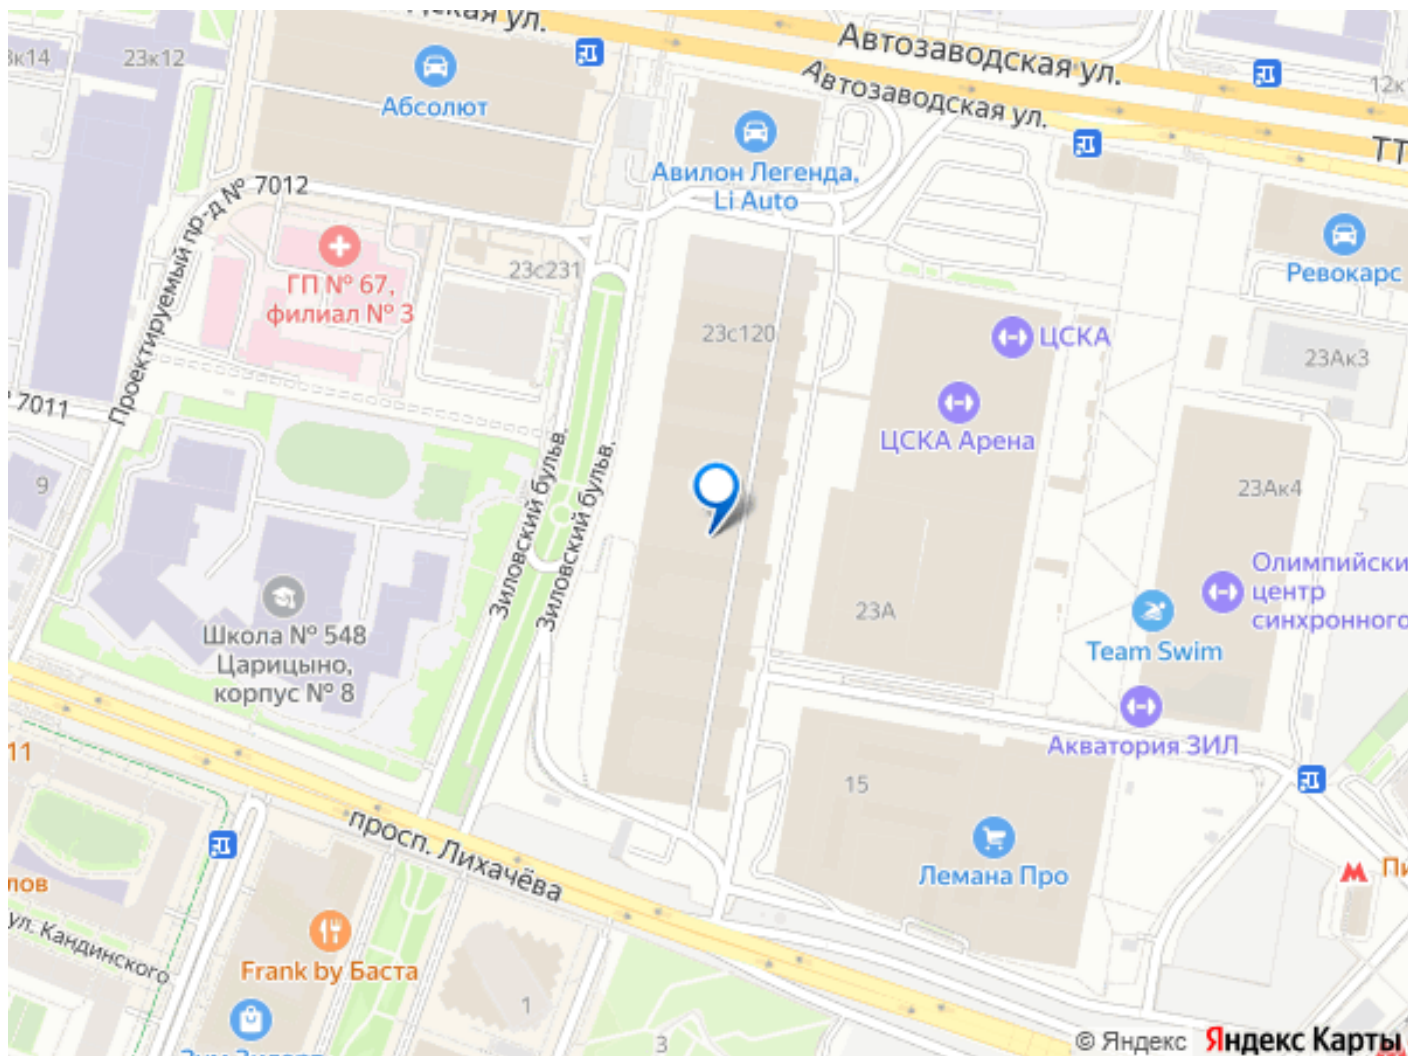 ская ул.
Автозаводская ул.
Автозаводская ул.
23к12
Абсолют
ТТ
Авилон Легенда,
Li Auto
Проектируемый пр-д № 7012
ГП № 67,
филиал № 3
23с231
Ревокарс
23с120
ЦСКА
23Ак3
7011
ЦСКА Арена
Зиловский бульв.
Зиловский бульв.
9
23Ак4
Олимпийски
центр
синхронного
23А
Школа № 548
Царицыно,
корпус № 8
Team Swim
Акватория ЗИЛ
11
15
просп. Лихачёва
Лемана Про
Пи
лов
ул. Кандинского
Frank by Баста
1
3
© Яндекс Яндекс Карты